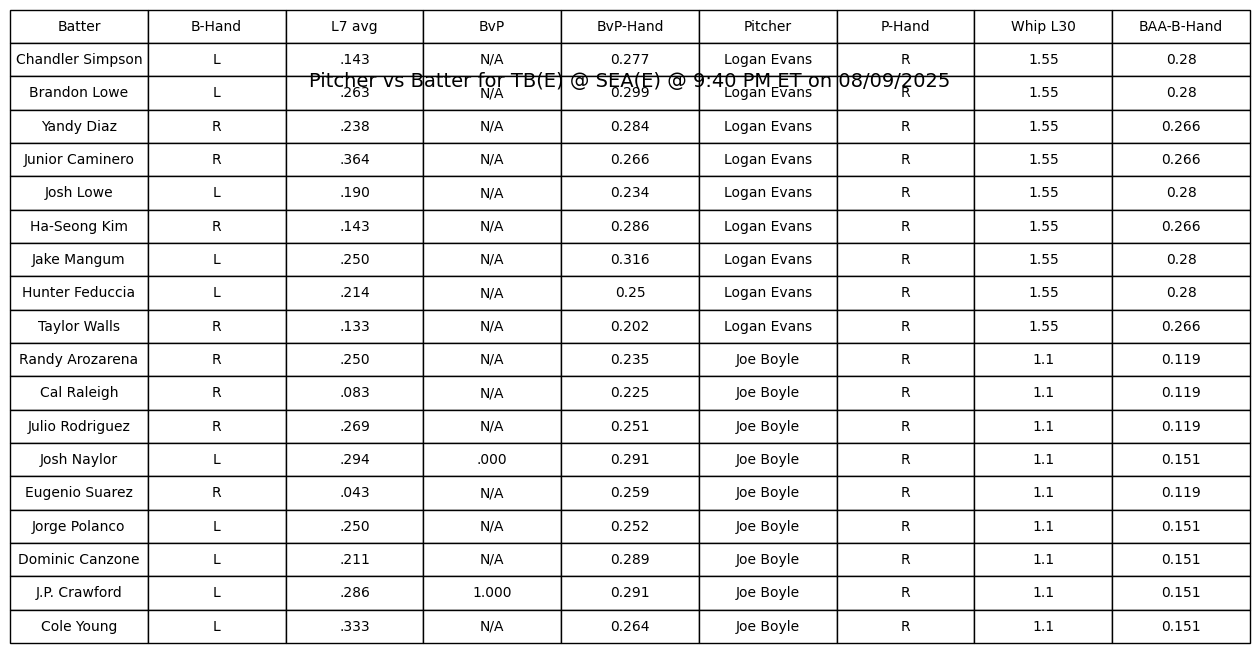 Batter B-Hand L7 avg BvP BvP-Hand Pitcher P-Hand Whip L30 BAA-B-Hand
Chandler Simpson L .143 N/A 0.277 Logan Evans R 1.55 0.28
Pitcher vs Batter for TB(E) @ SEA(E) @ 9:40 PM ET on 08/09/2025
Brandon Lowe L .263 N/A 0.299 Logan Evans R 1.55 0.28
Yandy Diaz R .238 N/A 0.284 Logan Evans R 1.55 0.266
Junior Caminero R .364 N/A 0.266 Logan Evans R 1.55 0.266
Josh Lowe L .190 N/A 0.234 Logan Evans R 1.55 0.28
Ha-Seong Kim R .143 N/A 0.286 Logan Evans R 1.55 0.266
Jake Mangum L .250 N/A 0.316 Logan Evans R 1.55 0.28
Hunter Feduccia L .214 N/A 0.25 Logan Evans R 1.55 0.28
Taylor Walls R .133 N/A 0.202 Logan Evans R 1.55 0.266
Randy Arozarena R .250 N/A 0.235 Joe Boyle R 1.1 0.119
Cal Raleigh R .083 N/A 0.225 Joe Boyle R 1.1 0.119
Julio Rodriguez R .269 N/A 0.251 Joe Boyle R 1.1 0.119
Josh Naylor L .294 .000 0.291 Joe Boyle R 1.1 0.151
Eugenio Suarez R .043 N/A 0.259 Joe Boyle R 1.1 0.119
Jorge Polanco L .250 N/A 0.252 Joe Boyle R 1.1 0.151
Dominic Canzone L .211 N/A 0.289 Joe Boyle R 1.1 0.151
J.P. Crawford L .286 1.000 0.291 Joe Boyle R 1.1 0.151
Cole Young L .333 N/A 0.264 Joe Boyle R 1.1 0.151